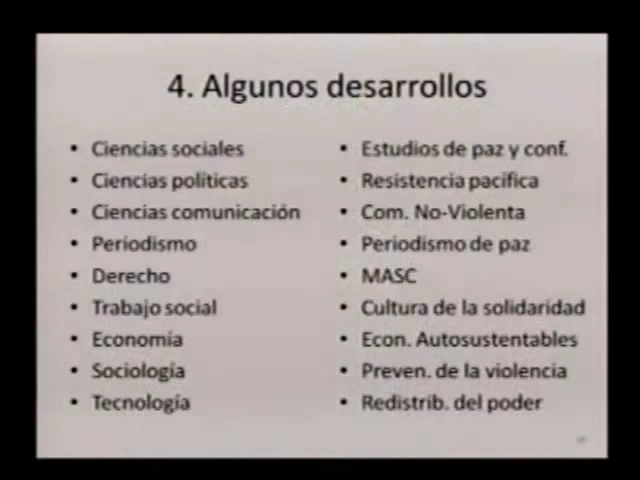 4. Algunos desarrollos
• Ciencias sociales
• Ciencias políticas
• Ciencias comunicación
• Periodismo
• Derecho
• Trabajo social
• Economía
• Sociología
• Tecnología
• Estudios de paz y conf.
• Resistencia pacifica
• Com. No-Violenta
• Periodismo de paz
• MASC
• Cultura de la solidaridad
• Econ. Autosustentables
• Preven. de la violencia
• Redistrib. del poder